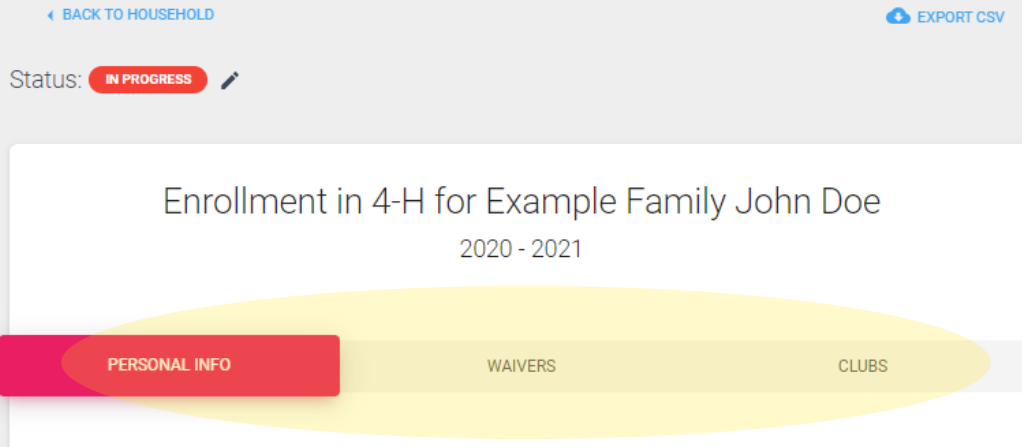 BACK TO HOUSEHOLD
EXPORT CSV
Status: IN PROGRESS
Enrollment in 4-H for Example Family John Doe
2020 - 2021
PERSONAL INFO
WAIVERS
CLUBS